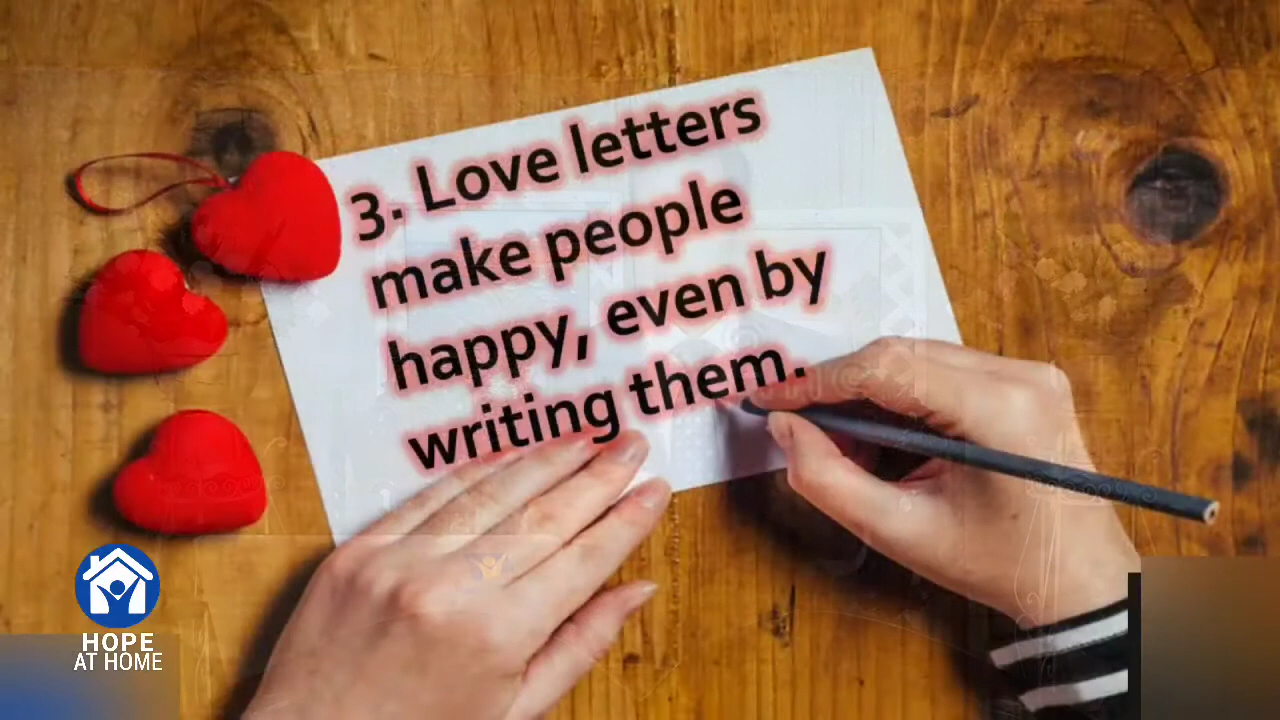 3. Love letters
make people
happy, even by
writing them.
HOPE
AT HOME